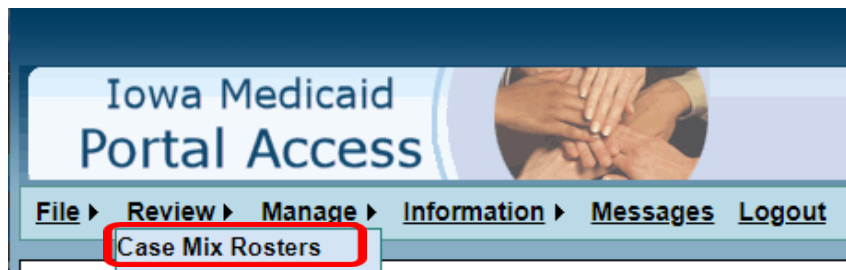 Iowa Medicaid
Portal Access
File Review Manage Information Messages Logout
Case Mix Rosters